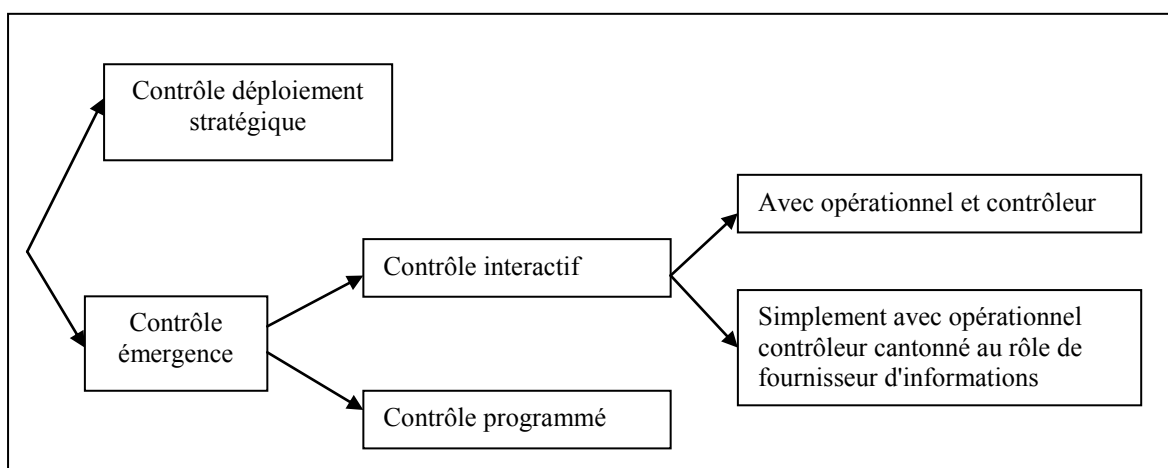 Contrôle déploiement
stratégique
Avec opérationnel et contrôleur
Contrôle interactif
Contrôle
émergence
Simplement avec opérationnel
contrôleur cantonné au rôle de
fournisseur d'informations
Contrôle programmé